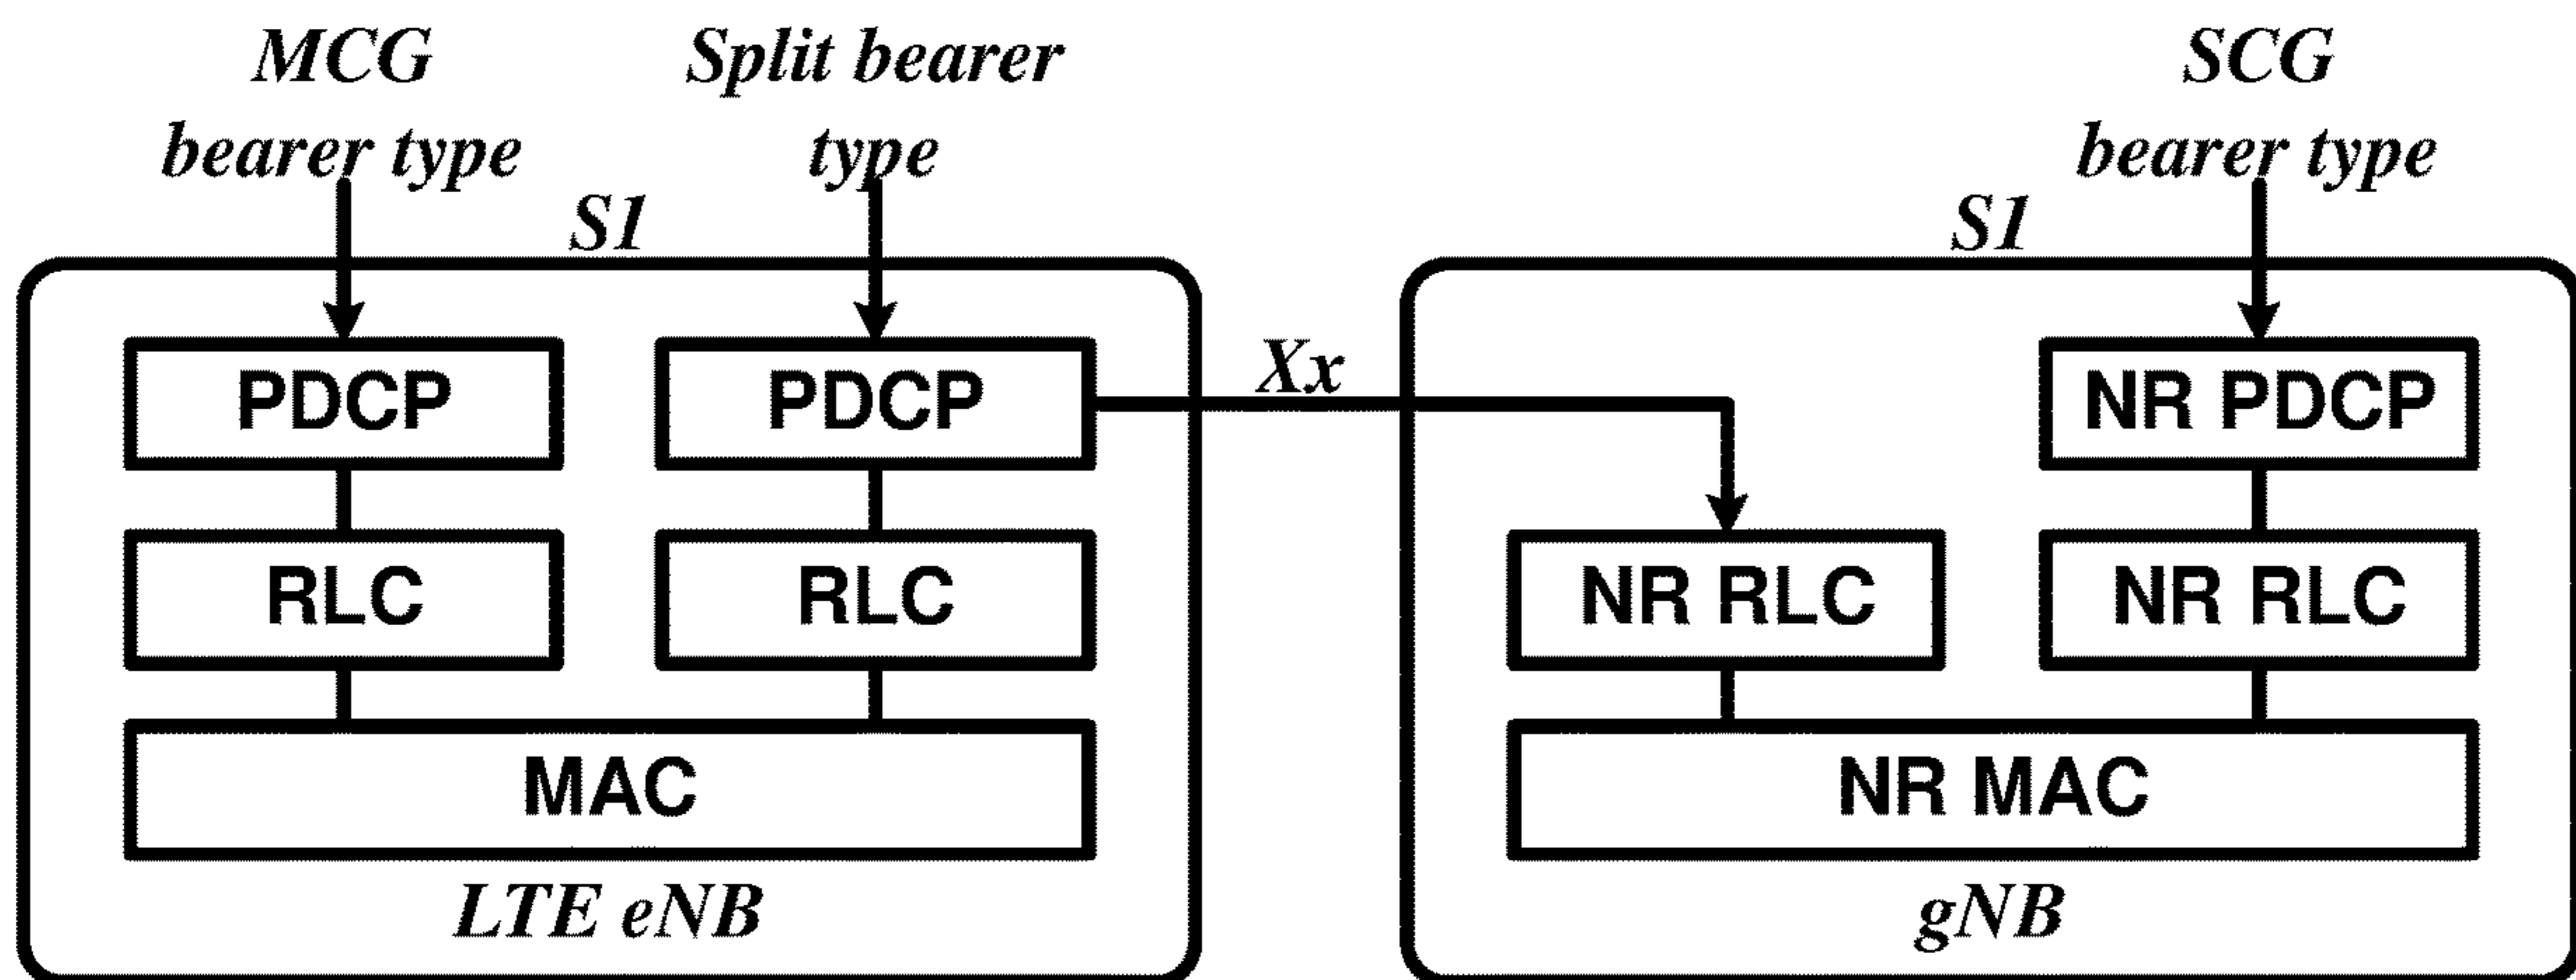 MCG
bearer type
Split bearer
type
SCG
bearer type
S1
S1
Xx
PDCP
PDCP
NR PDCP
RLC
RLC
NR RLC
NR RLC
MAC
NR MAC
LTE eNB
gNB